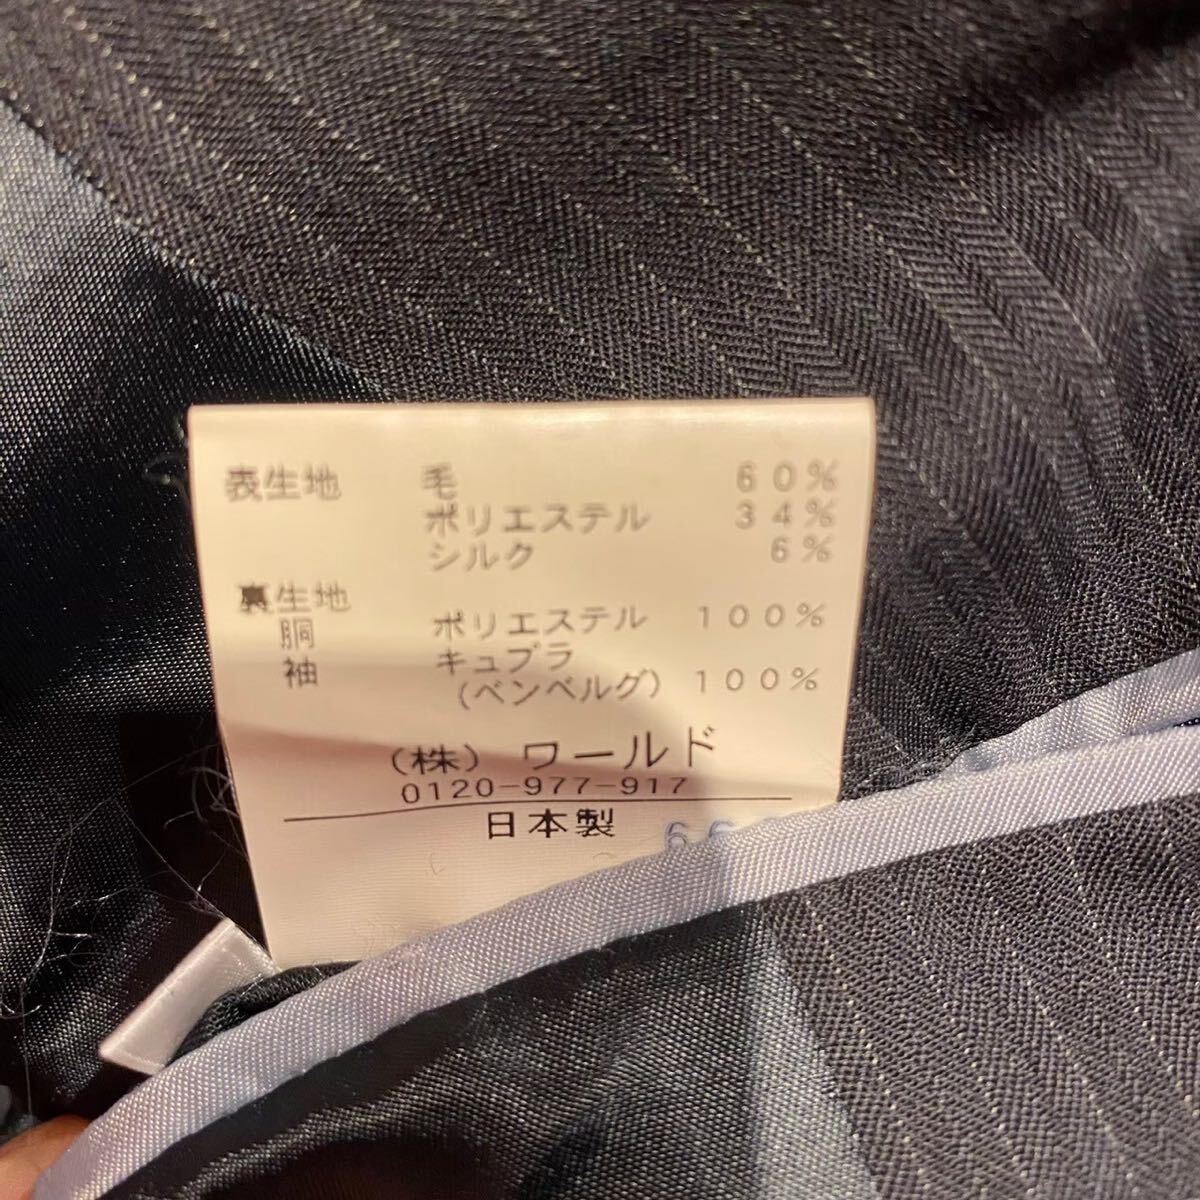 表生地 毛 60%
ポリエステル 34%
シルク 6%
裏生地
胴 ポリエステル 100%
袖 キュプラ
(ベンベルグ) 100%
(株) ワールド
0120-977-917
日本製